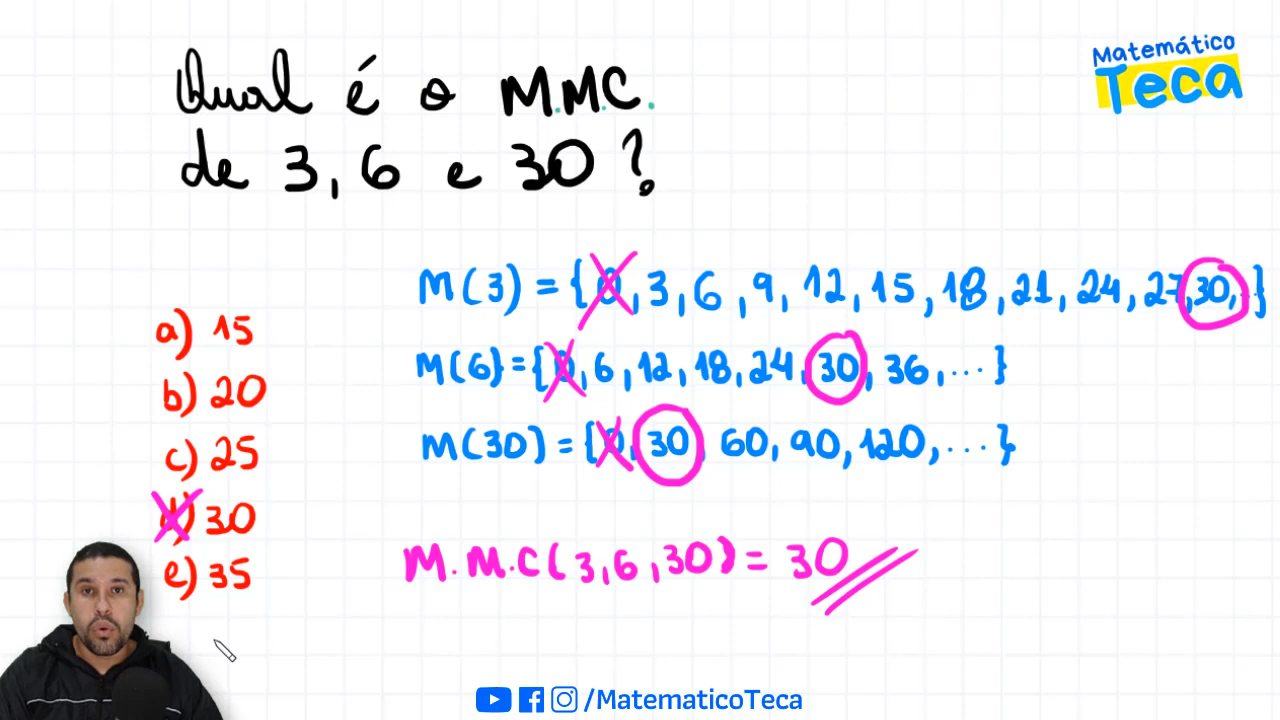 Qual é o M.M.C.
de 3, 6 e 30?
Matemático
Teca
M(3) = {0, 3, 6, 9, 12, 15, 18, 21, 24, 27, 30, ...}
a) 15
M(6) = {0, 6, 12, 18, 24, 30, 36, ...}
b) 20
M(30) = {0, 30, 60, 90, 120, ...}
c) 25
d) 30
M.M.C(3,6,30) = 30
e) 35
/MatematicoTeca